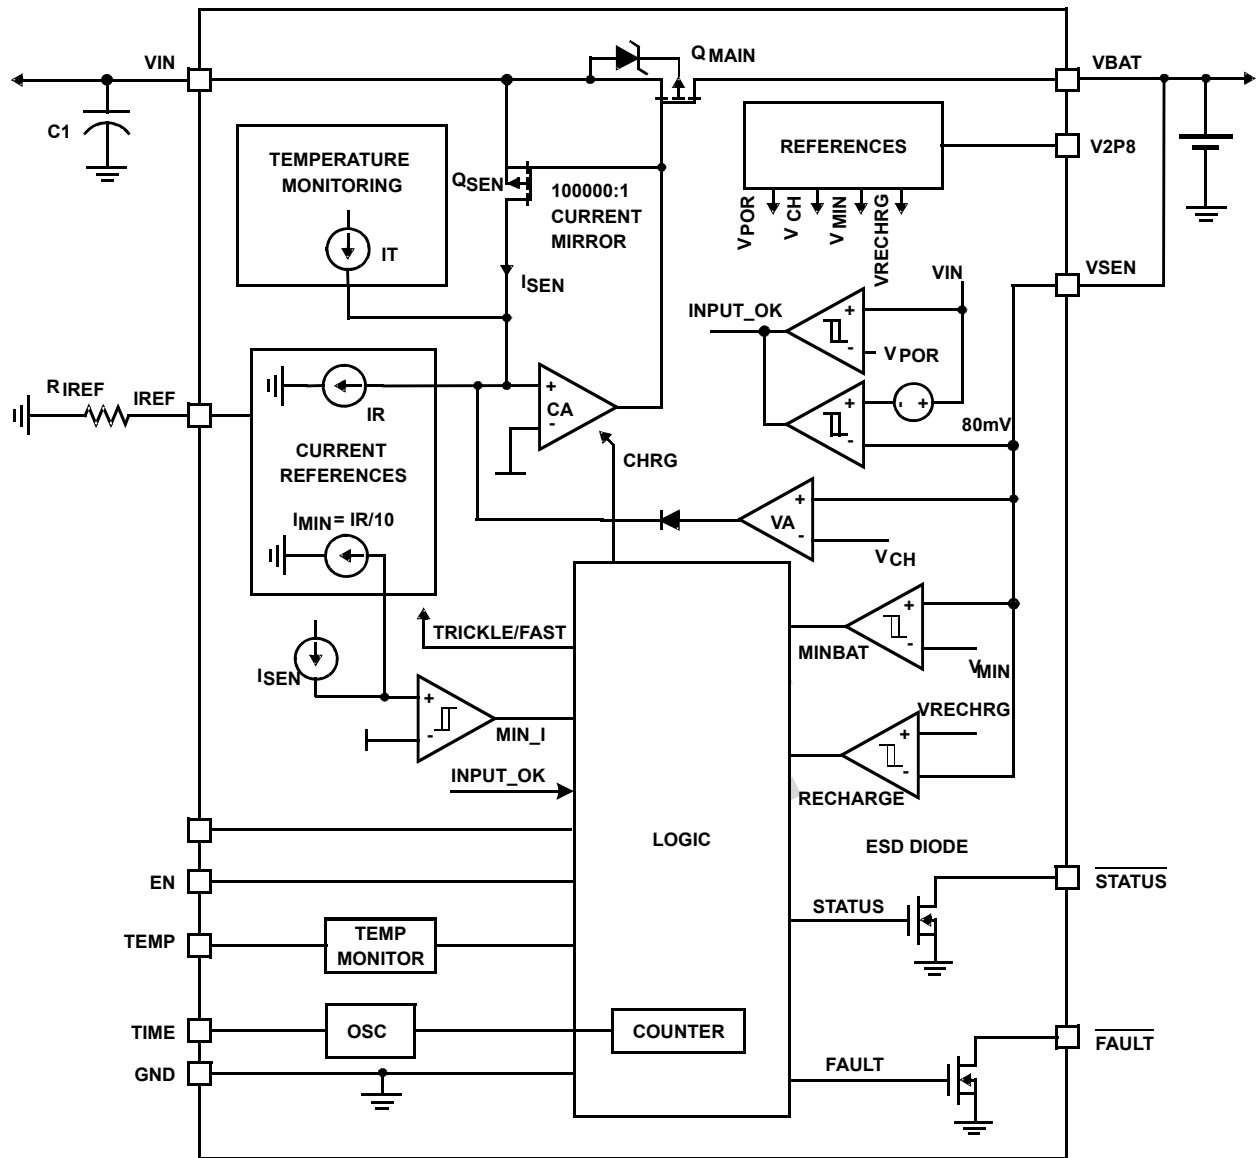 VIN
C1
QMAIN
VBAT
V2P8
VSEN
TEMPERATURE
MONITORING
IT
QSEN
100000:1
CURRENT
MIRROR
ISEN
REFERENCES
VPOR
VCH
VMIN
VRECHRG
VIN
INPUT_OK
+
-
VPOR
+
-
- +
80mV
RIREF
IREF
IR
CURRENT
REFERENCES
IMIN = IR/10
+
CA
-
CHRG
+
VA
-
VCH
TRICKLE/FAST
ISEN
+
-
MIN_I
INPUT_OK
+
-
MINBAT
VMIN
VRECHRG
+
-
RECHARGE
LOGIC
ESD DIODE
EN
TEMP
TEMP
MONITOR
TIME
OSC
COUNTER
GND
STATUS
STATUS
FAULT
FAULT